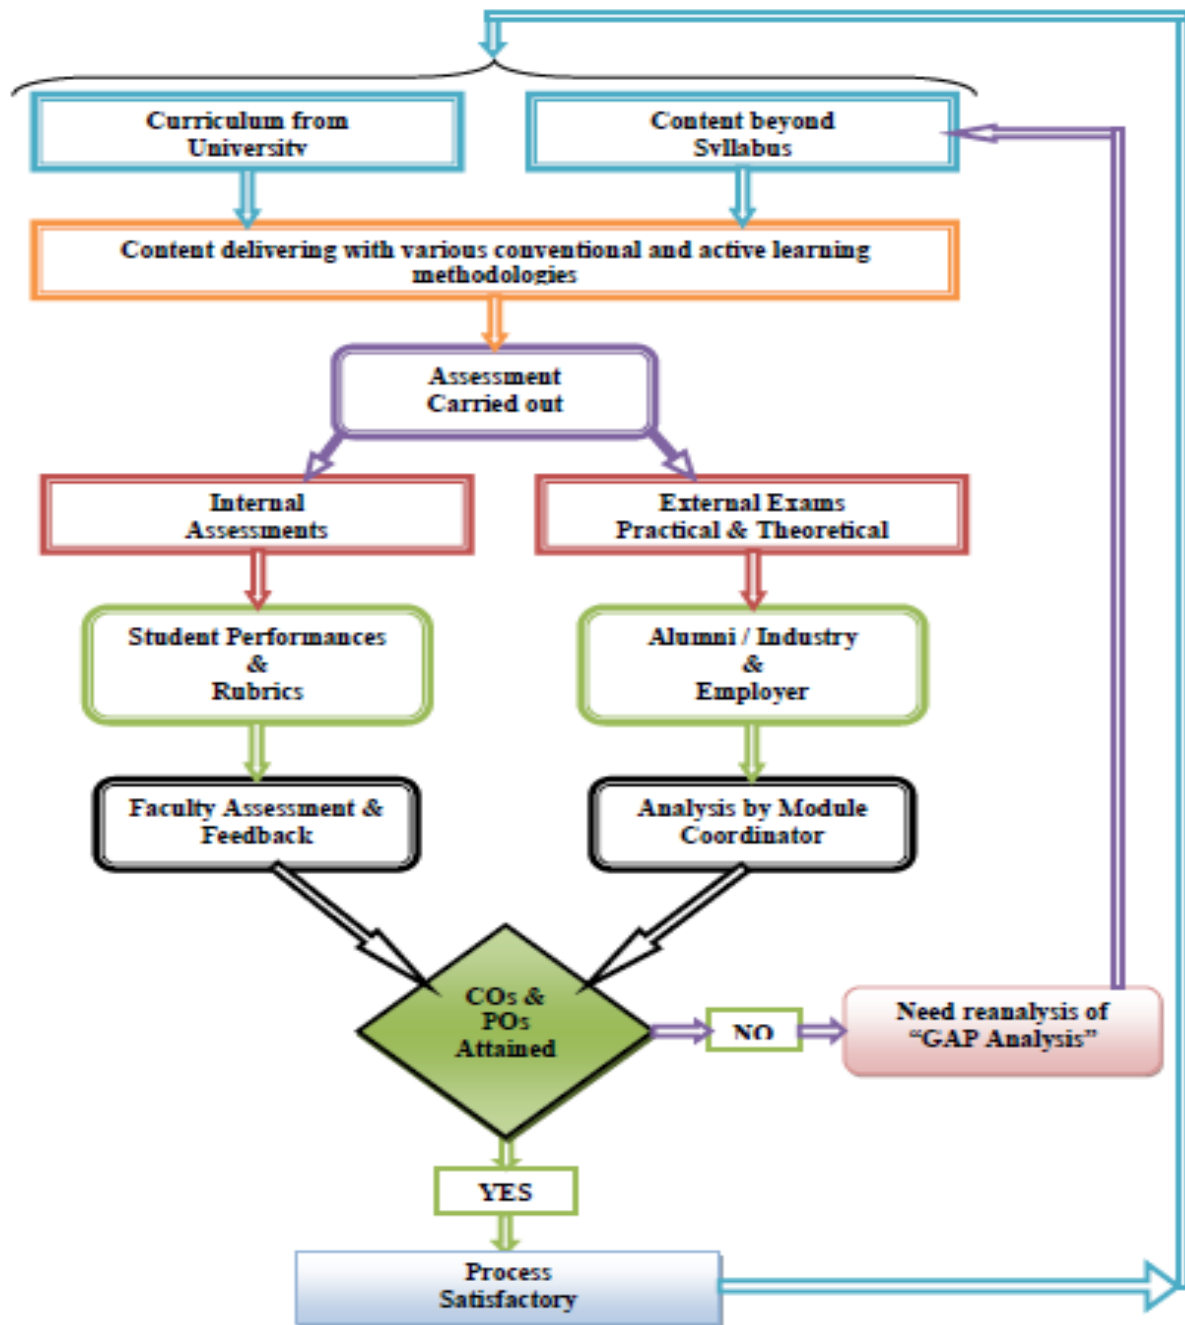 Curriculum from
University
Content beyond
Syllabus
Content delivering with various conventional and active learning
methodologies
Assessment
Carried out
Internal
Assessments
External Exams
Practical & Theoretical
Student Performances
&
Rubrics
Alumni / Industry
&
Employer
Faculty Assessment &
Feedback
Analysis by Module
Coordinator
COs &
POs
Attained
NO
Need reanalysis of
“GAP Analysis”
YES
Process
Satisfactory